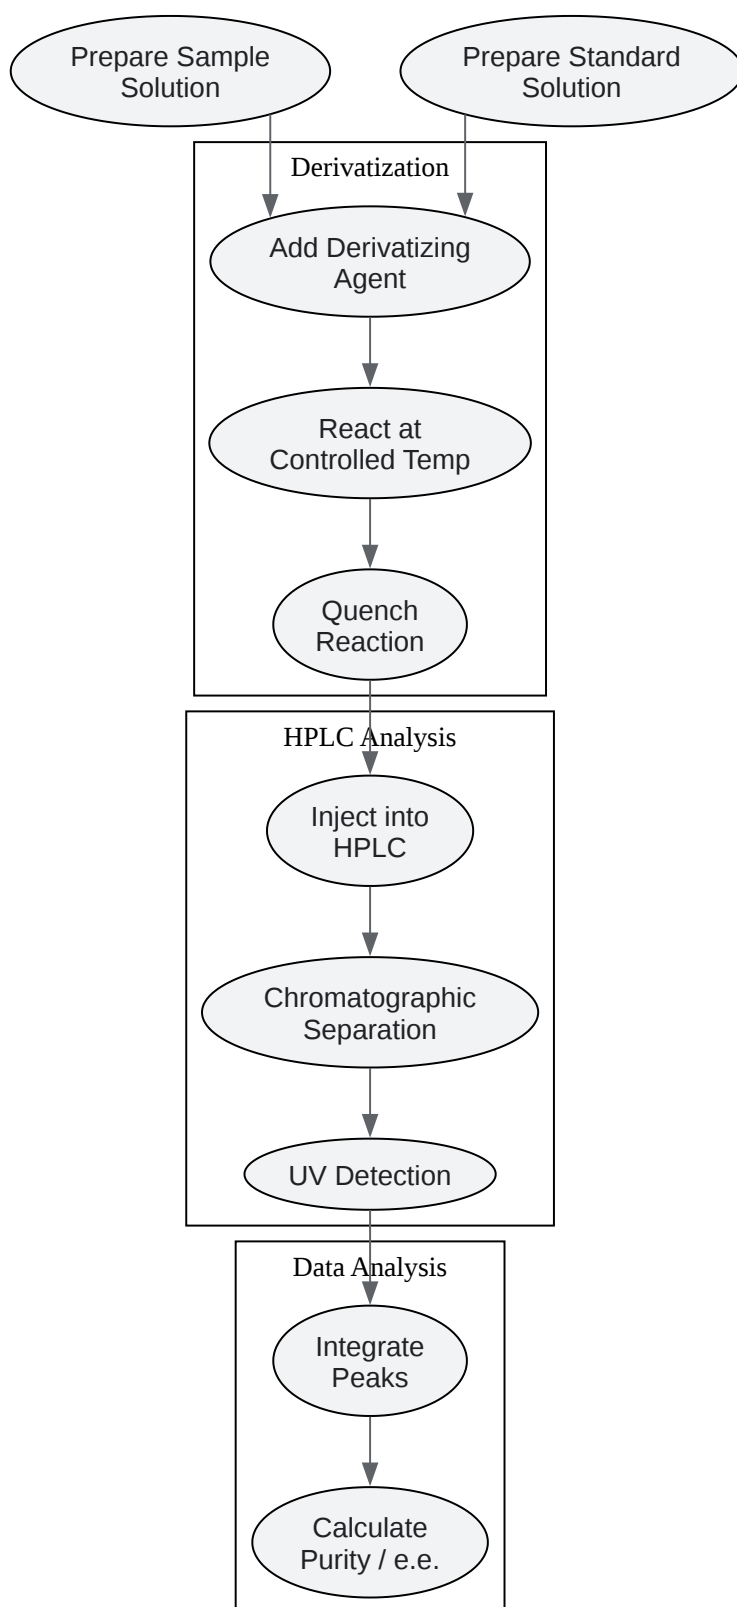 Prepare Sample
Solution
Prepare Standard
Solution
Derivatization
Add Derivatizing
Agent
React at
Controlled Temp
Quench
Reaction
HPLC Analysis
Inject into
HPLC
Chromatographic
Separation
UV Detection
Data Analysis
Integrate
Peaks
Calculate
Purity / e.e.